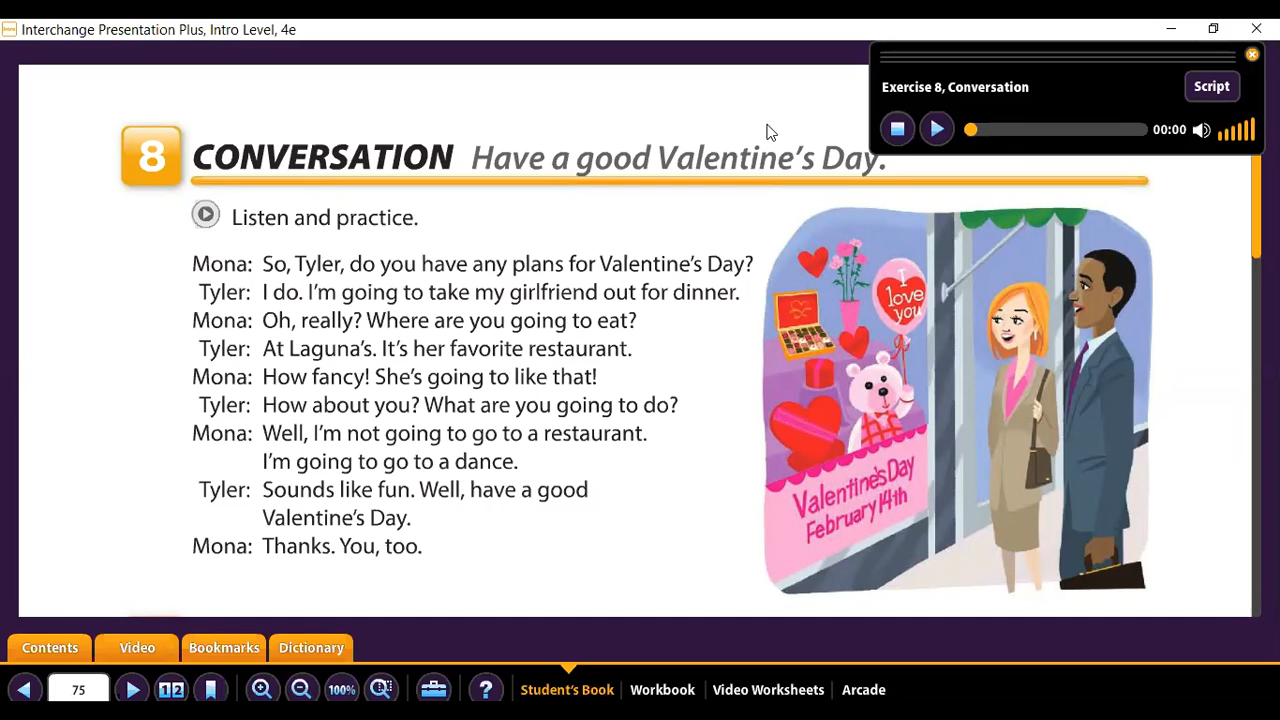 Interchange Presentation Plus, Intro Level, 4e
Exercise 8, Conversation
Script
00:00
8 CONVERSATION Have a good Valentine's Day.
Listen and practice.
Mona: So, Tyler, do you have any plans for Valentine's Day?
Tyler: I do. I'm going to take my girlfriend out for dinner.
Mona: Oh, really? Where are you going to eat?
Tyler: At Laguna's. It's her favorite restaurant.
Mona: How fancy! She's going to like that!
Tyler: How about you? What are you going to do?
Mona: Well, I'm not going to go to a restaurant.
I'm going to go to a dance.
Tyler: Sounds like fun. Well, have a good
Valentine's Day.
Mona: Thanks. You, too.
I
love
you
Valentine's Day
February 14th
Contents Video Bookmarks Dictionary
75 12 100% ? Student's Book Workbook Video Worksheets Arcade